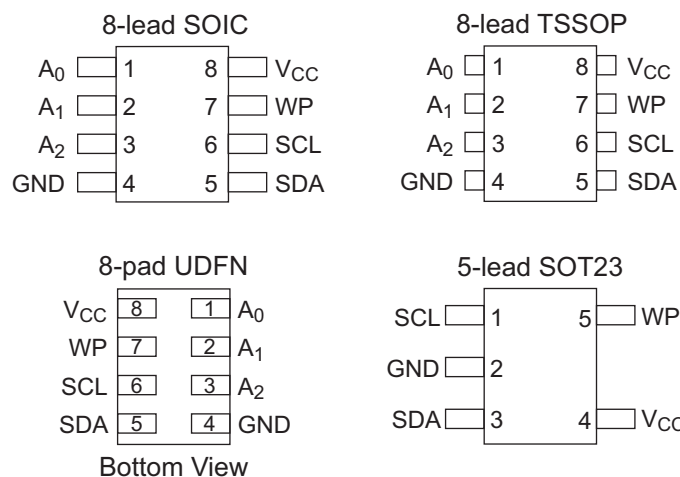 8-lead SOIC
A0 1 8 VCC
A1 2 7 WP
A2 3 6 SCL
GND 4 5 SDA
8-lead TSSOP
A0 1 8 VCC
A1 2 7 WP
A2 3 6 SCL
GND 4 5 SDA
8-pad UDFN
VCC 8 1 A0
WP 7 2 A1
SCL 6 3 A2
SDA 5 4 GND
Bottom View
5-lead SOT23
SCL 1 5 WP
GND 2
SDA 3 4 VCC